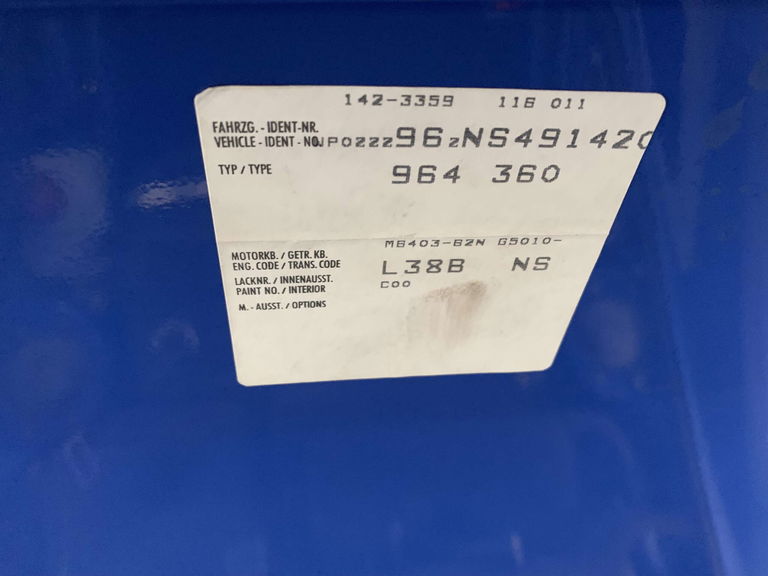 142-3359 116 011
FAHRZG. - IDENT-NR.
VEHICLE - IDENT - NO. WP0ZZZ96ZNS491420
TYP / TYPE 964 360
M6403-62N G5010-
MOTORKB. / GETR. KB.
ENG. CODE / TRANS. CODE L38B NS
LACKNR. / INNENAUSST. C00
PAINT NO. / INTERIOR
M. - AUSST. / OPTIONS